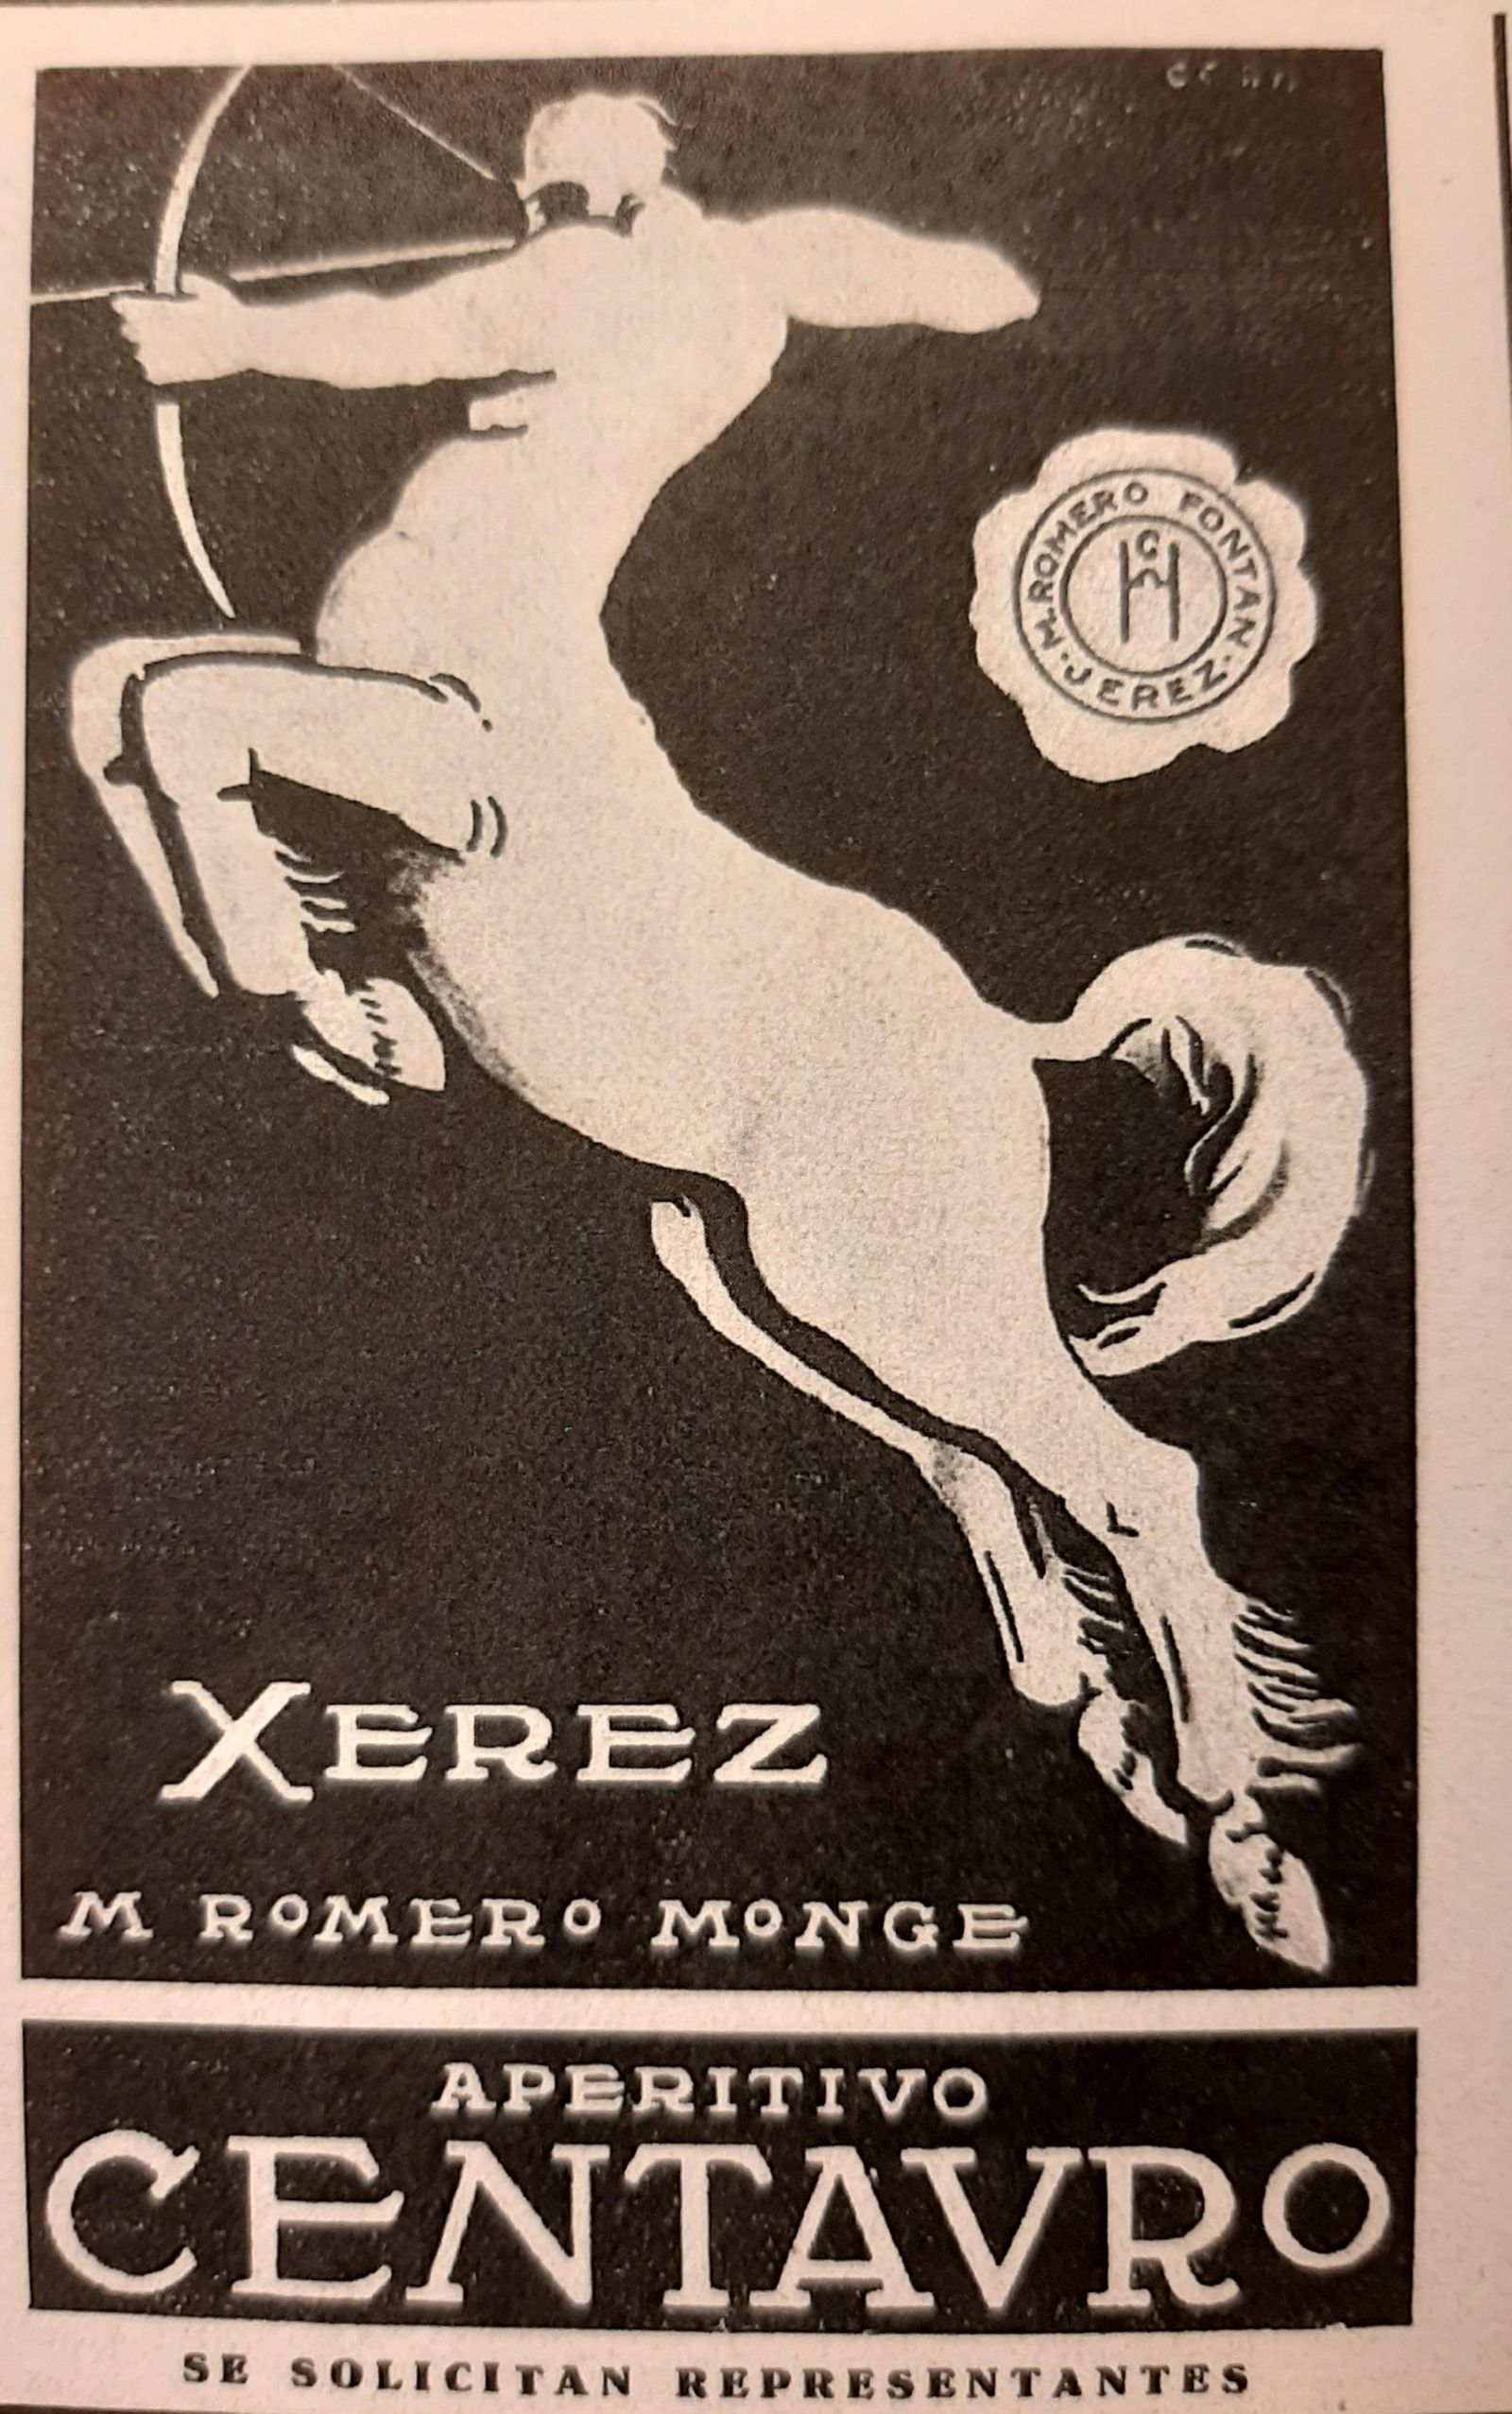 M. ROMERO FONTAN · JEREZ ·
XEREZ
M ROMERO MONGE
APERITIVO
CENTAVRO
SE SOLICITAN REPRESENTANTES